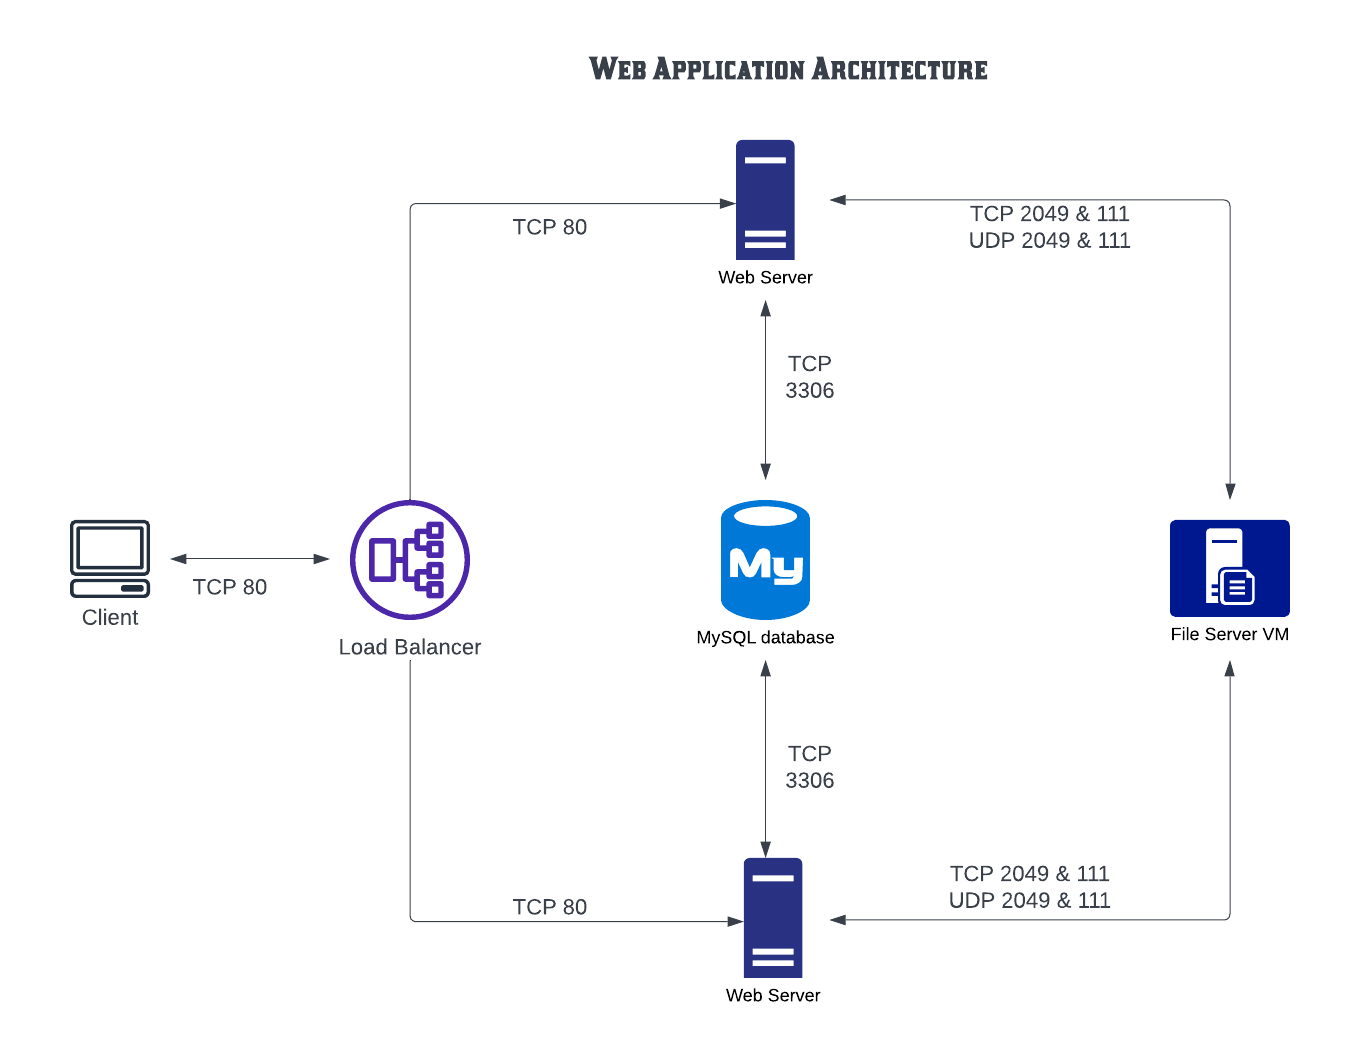 Web Application Architecture
TCP 80
TCP 2049 & 111
UDP 2049 & 111
Web Server
TCP
3306
My
TCP 80
Client
Load Balancer
MySQL database
File Server VM
TCP
3306
TCP 80
TCP 2049 & 111
UDP 2049 & 111
Web Server